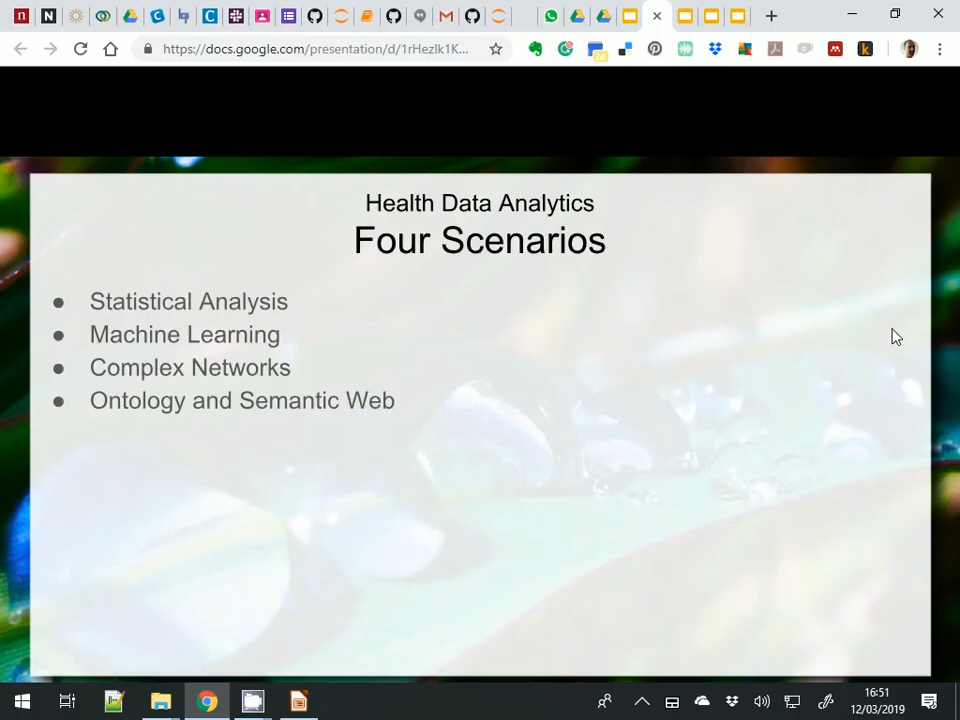 https://docs.google.com/presentation/d/1rHezlk1K...
Health Data Analytics
Four Scenarios
● Statistical Analysis
● Machine Learning
● Complex Networks
● Ontology and Semantic Web
16:51
12/03/2019